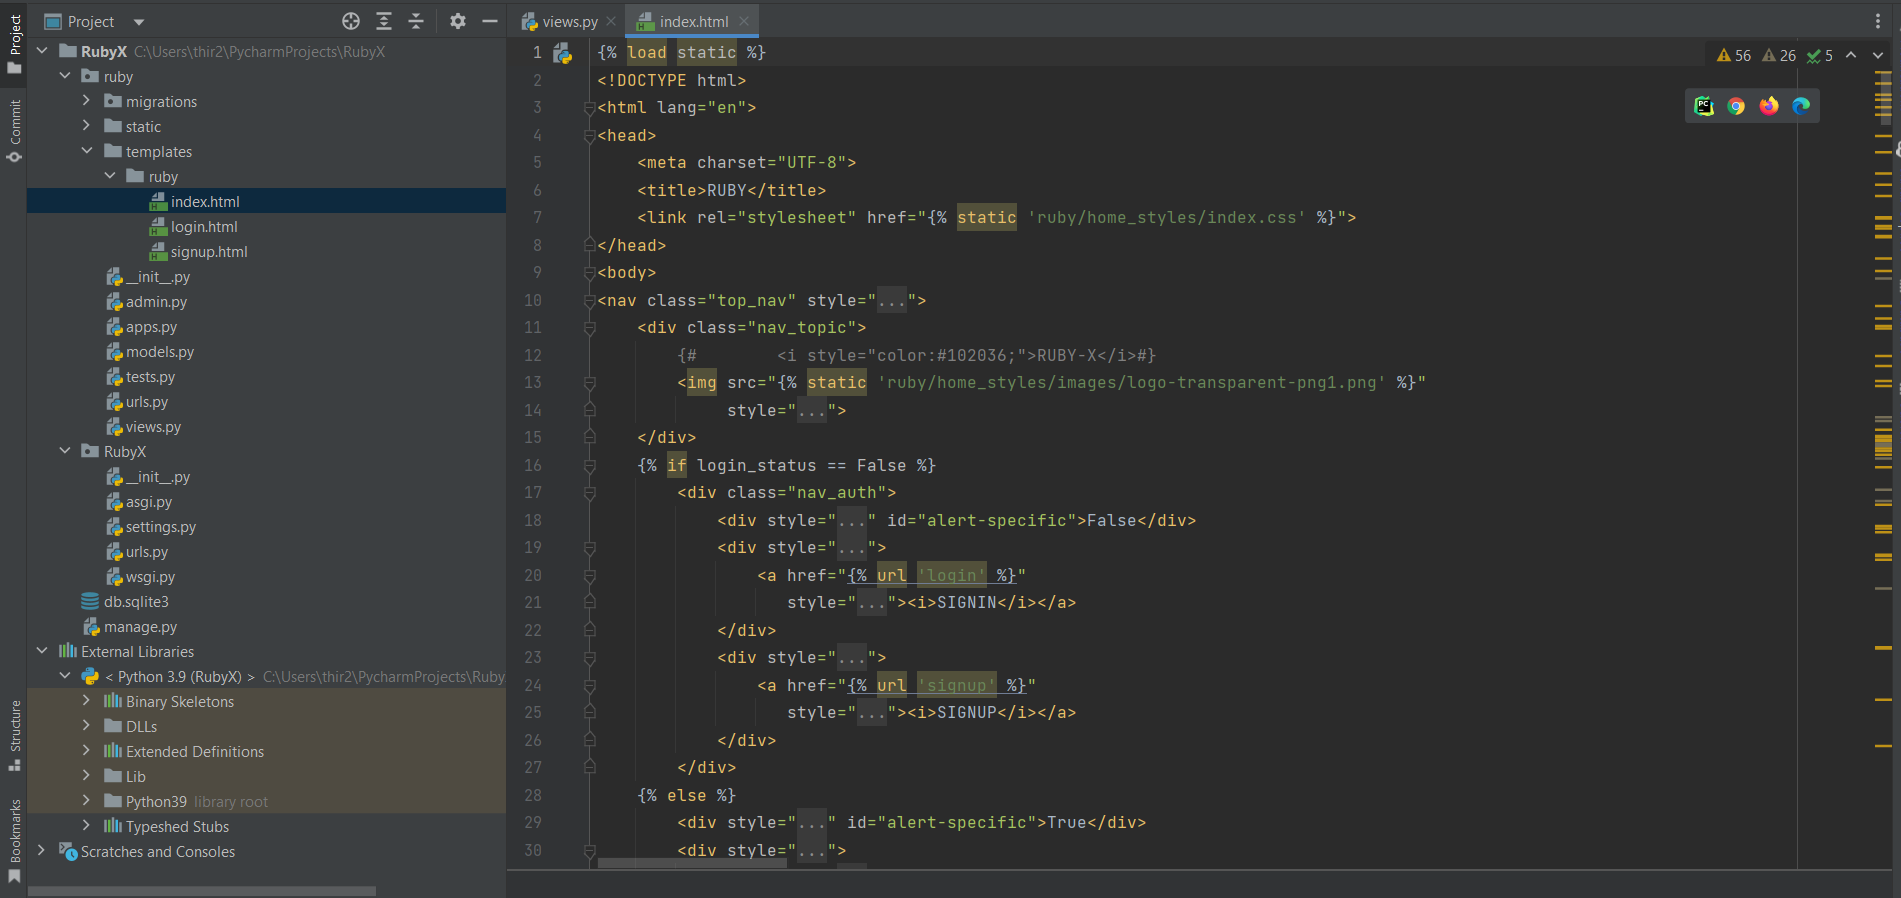 Project
views.py
index.html
Project
Commit
Structure
Bookmarks
RubyX C:\Users\thir2\PycharmProjects\RubyX
ruby
migrations
static
templates
ruby
index.html
login.html
signup.html
__init__.py
admin.py
apps.py
models.py
tests.py
urls.py
views.py
RubyX
__init__.py
asgi.py
settings.py
urls.py
wsgi.py
db.sqlite3
manage.py
External Libraries
< Python 3.9 (RubyX) > C:\Users\thir2\PycharmProjects\Ruby
Binary Skeletons
DLLs
Extended Definitions
Lib
Python39 library root
Typeshed Stubs
Scratches and Consoles
56 26 5
1 {% load static %}
2 <!DOCTYPE html>
3 <html lang="en">
4 <head>
5 <meta charset="UTF-8">
6 <title>RUBY</title>
7 <link rel="stylesheet" href="{% static 'ruby/home_styles/index.css' %}">
8 </head>
9 <body>
10 <nav class="top_nav" style="...">
11 <div class="nav_topic">
12 {# <i style="color:#102036;">RUBY-X</i>#}
13 <img src="{% static 'ruby/home_styles/images/logo-transparent-png1.png' %}"
14 style="...">
15 </div>
16 {% if login_status == False %}
17 <div class="nav_auth">
18 <div style="..." id="alert-specific">False</div>
19 <div style="...">
20 <a href="{% url 'login' %}"
21 style="..."><i>SIGNIN</i></a>
22 </div>
23 <div style="...">
24 <a href="{% url 'signup' %}"
25 style="..."><i>SIGNUP</i></a>
26 </div>
27 </div>
28 {% else %}
29 <div style="..." id="alert-specific">True</div>
30 <div style="...">